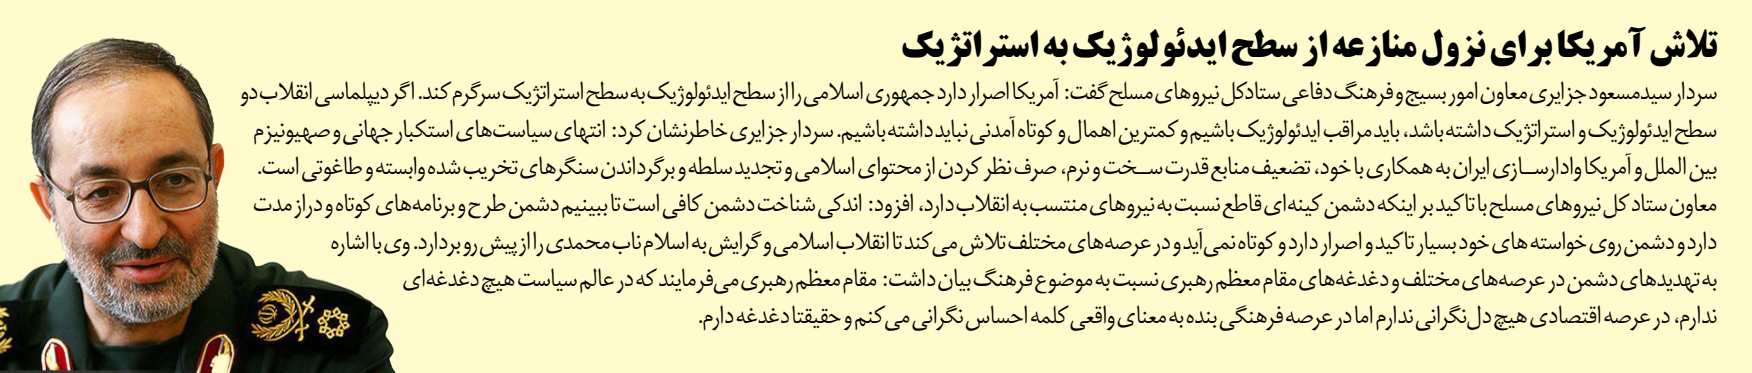 تلاش آمریکا برای نزول منازعه از سطح ایدئولوژیک به استراتژیک
سردار سیدمسعود جزایری معاون امور بسیج و فرهنگ دفاعی ستادکل نیروهای مسلح گفت: آمریکا اصرار دارد جمهوری اسلامی را از سطح ایدئولوژیک به سطح استراتژیک سرگرم کند. اگر دیپلماسی انقلاب دو
سطح ایدئولوژیک و استراتژیک داشته باشد، باید مراقب ایدئولوژیک باشیم و کمترین اهمال و کوتاه آمدنی نباید داشته باشیم. سردار جزایری خاطرنشان کرد: انتهای سیاست‌های استکبار جهانی و صهیونیزم
بین الملل و آمریکا وادارســازی ایران به همکاری با خود، تضعیف منابع قدرت ســخت و نرم، صرف نظر کردن از محتوای اسلامی و تجدید سلطه و برگرداندن سنگرهای تخریب شده وابسته و طاغوتی است.
معاون ستاد کل نیروهای مسلح با تاکید بر اینکه دشمن کینه‌ای قاطع نسبت به نیروهای منتسب به انقلاب دارد، افزود: اندکی شناخت دشمن کافی است تا ببینیم دشمن طرح و برنامه‌های کوتاه و دراز مدت
دارد و دشمن روی خواسته های خود بسیار تاکید و اصرار دارد و کوتاه نمی‌آید و در عرصه‌های مختلف تلاش می‌کند تا انقلاب اسلامی و گرایش به اسلام ناب محمدی را از پیش رو بردارد. وی با اشاره
به تهدیدهای دشمن در عرصه‌های مختلف و دغدغه‌های مقام معظم رهبری نسبت به موضوع فرهنگ بیان داشت: مقام معظم رهبری می‌فرمایند که در عالم سیاست هیچ دغدغه‌ای
ندارم، در عرصه اقتصادی هیچ دل‌نگرانی ندارم اما در عرصه فرهنگی بنده به معنای واقعی کلمه احساس نگرانی می‌کنم و حقیقتا دغدغه دارم.